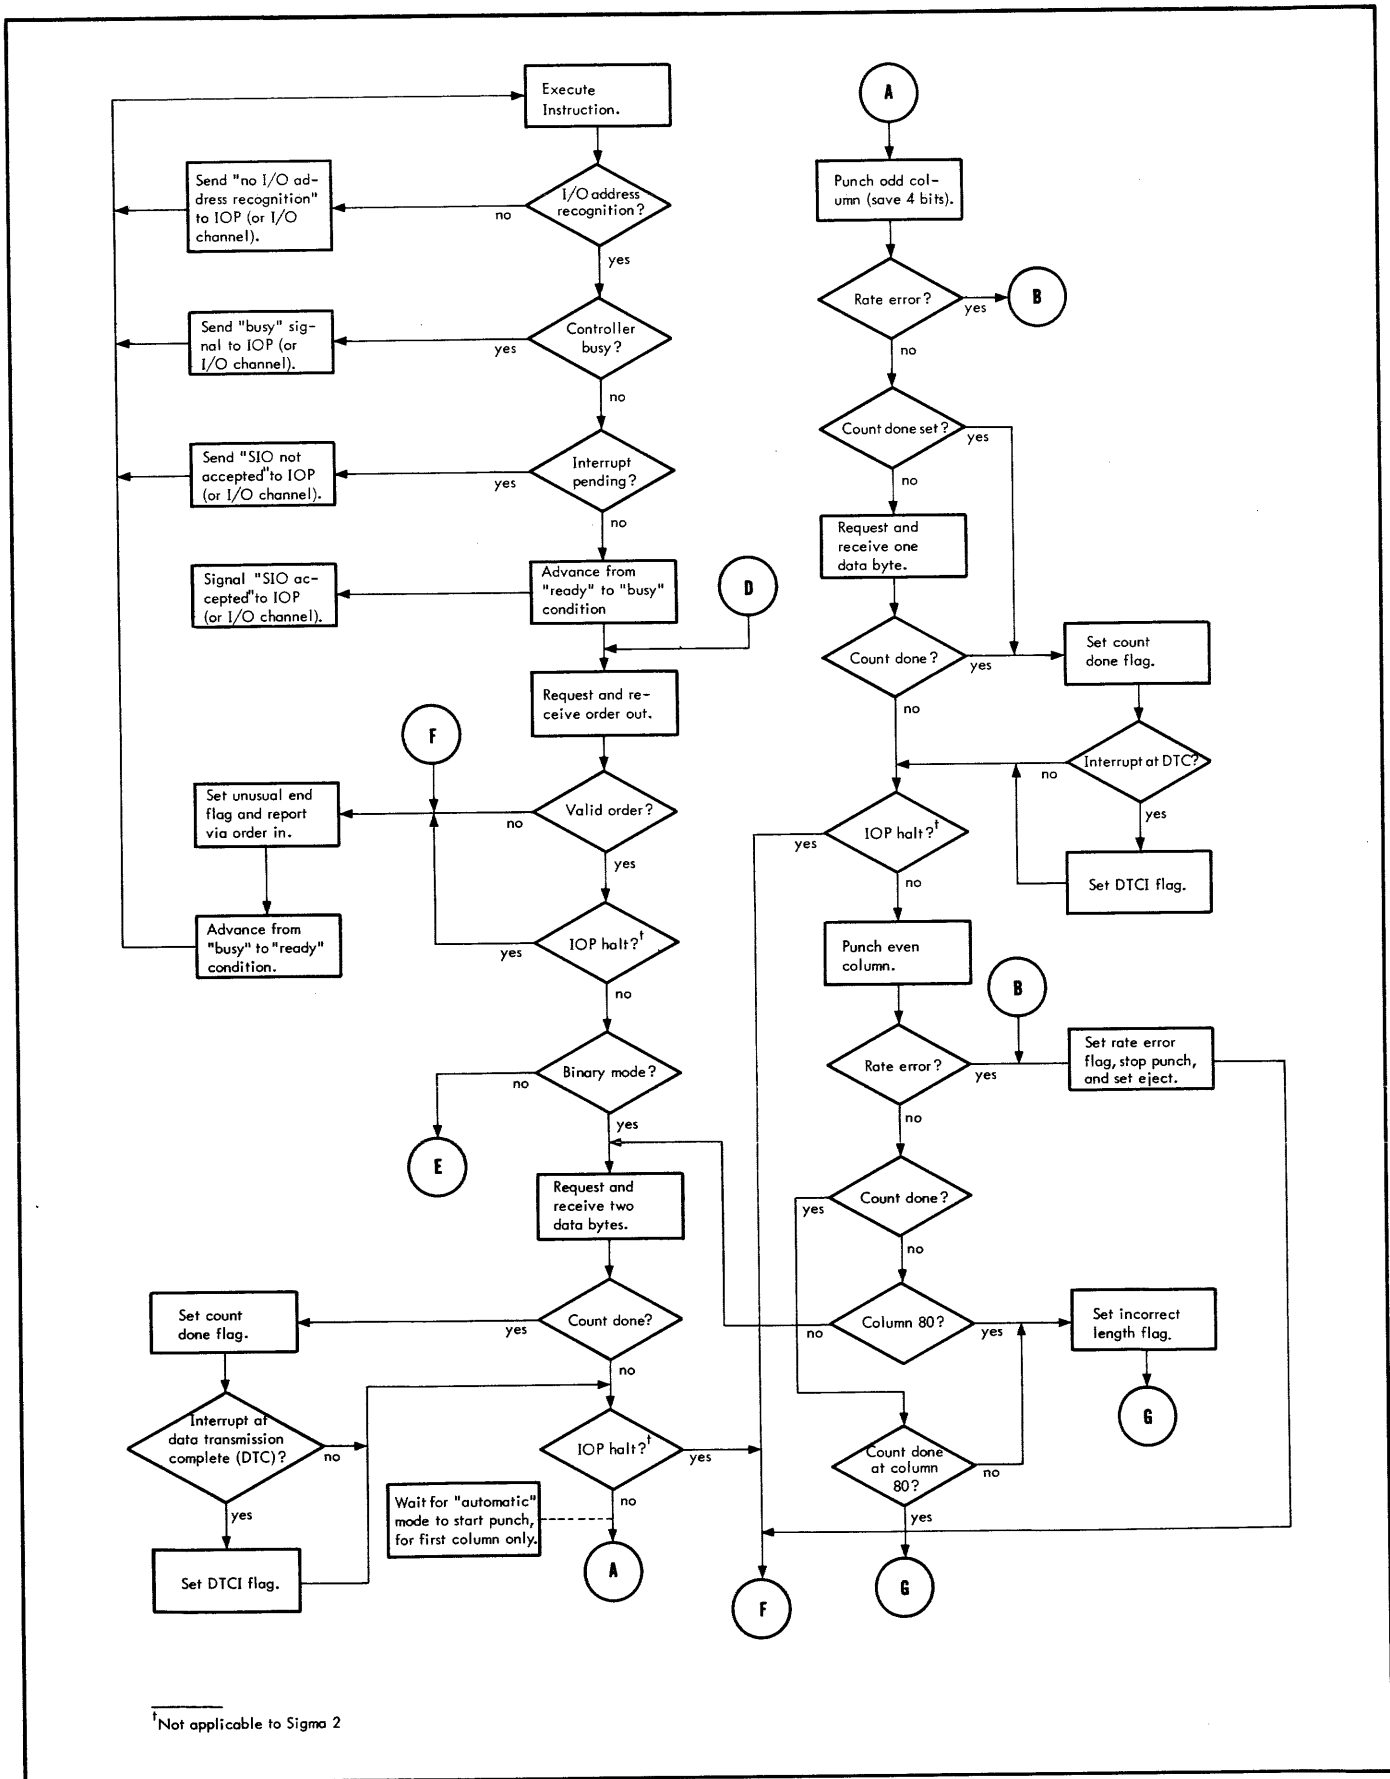 Execute
Instruction.
I/O address
recognition?
no
yes
Send "no I/O ad-
dress recognition"
to IOP (or I/O
channel).
Controller
busy?
yes
no
Send "busy" sig-
nal to IOP (or
I/O channel).
Interrupt
pending?
yes
no
Send "SIO not
accepted" to IOP
(or I/O channel).
Advance from
"ready" to "busy"
condition
Signal "SIO ac-
cepted" to IOP
(or I/O channel).
D
Request and re-
ceive order out.
F
Valid order?
no
yes
Set unusual end
flag and report
via order in.
Advance from
"busy" to "ready"
condition.
IOP halt?†
yes
no
Binary mode?
no
yes
E
Request and
receive two
data bytes.
Count done?
yes
no
Set count
done flag.
Interrupt at
data transmission
complete (DTC)?
no
yes
Set DTCI flag.
IOP halt?†
yes
no
Wait for "automatic"
mode to start punch,
for first column only.
A
F
A
Punch odd col-
umn (save 4 bits).
Rate error?
yes
B
no
Count done set?
yes
no
Request and
receive one
data byte.
Count done?
yes
no
Set count
done flag.
Interrupt at DTC?
no
yes
Set DTCI flag.
IOP halt?†
yes
no
Punch even
column.
B
Rate error?
yes
no
Set rate error
flag, stop punch,
and set eject.
Count done?
yes
no
Column 80?
no
yes
Set incorrect
length flag.
G
Count done
at column
80?
no
yes
G
†Not applicable to Sigma 2